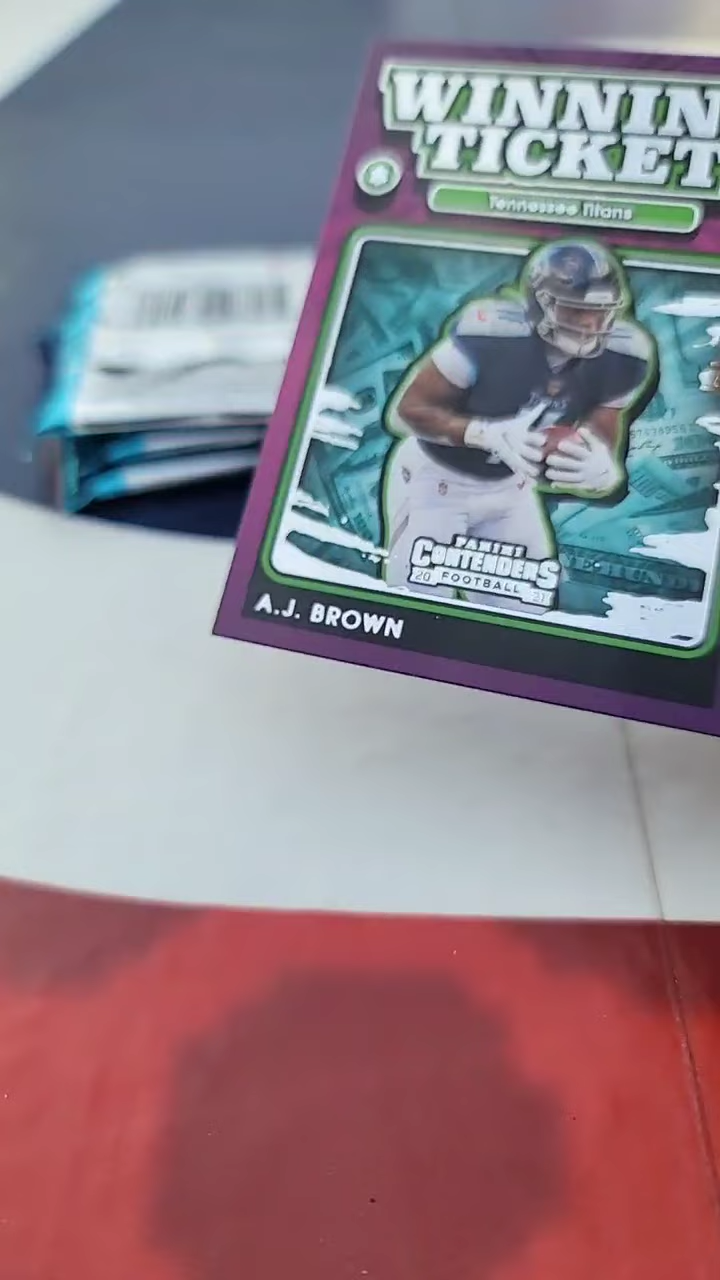 WINNIN
TICKET
Tennessee Titans
PANINI
CONTENDERS
20 FOOTBALL 21
A.J. BROWN